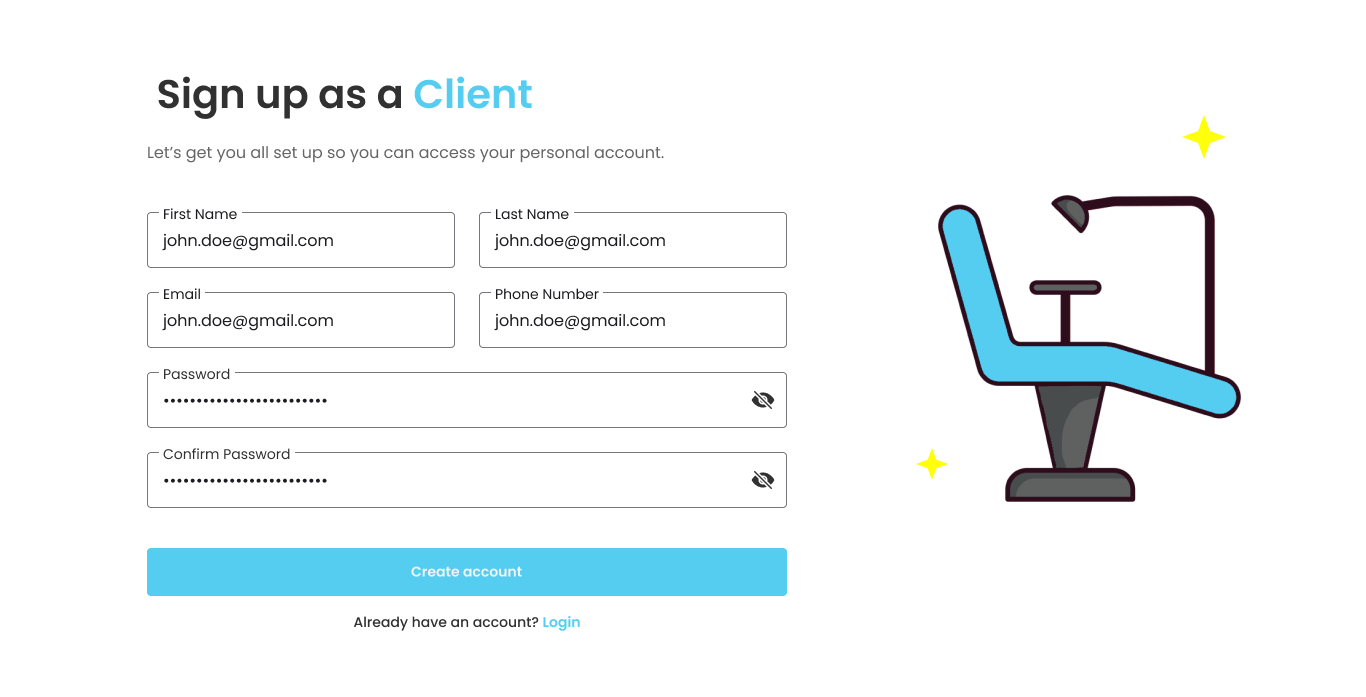 Sign up as a Client
Let’s get you all set up so you can access your personal account.
First Name
john.doe@gmail.com
Last Name
john.doe@gmail.com
Email
john.doe@gmail.com
Phone Number
john.doe@gmail.com
Password
•••••••••••••••••••••••••
Confirm Password
•••••••••••••••••••••••••
Create account
Already have an account? Login